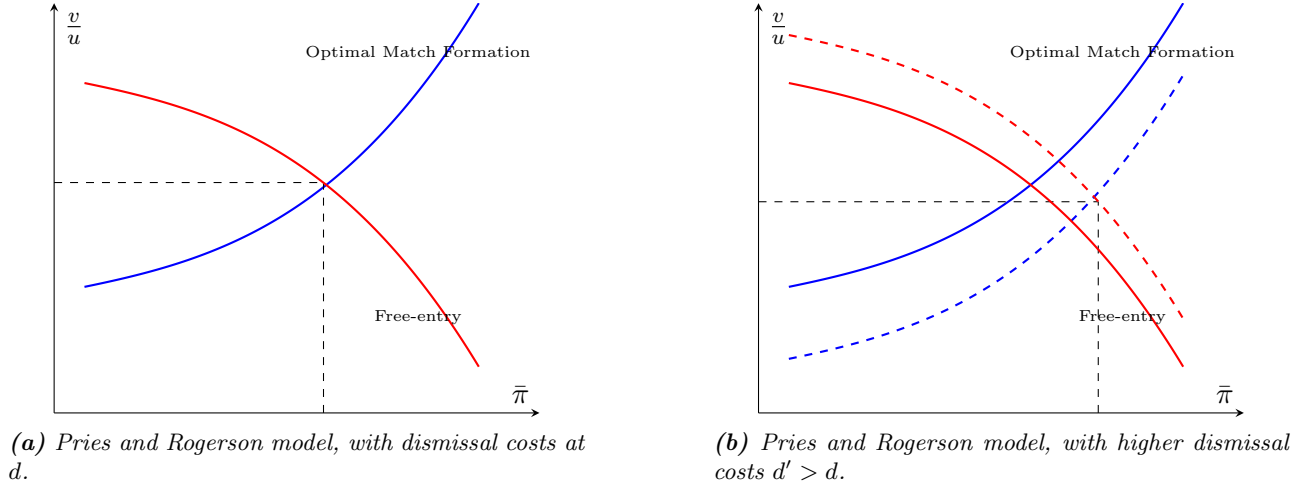 v/u
Optimal Match Formation
Free-entry
π̄
(a) Pries and Rogerson model, with dismissal costs at
d.
v/u
Optimal Match Formation
Free-entry
π̄
(b) Pries and Rogerson model, with higher dismissal
costs d′ > d.